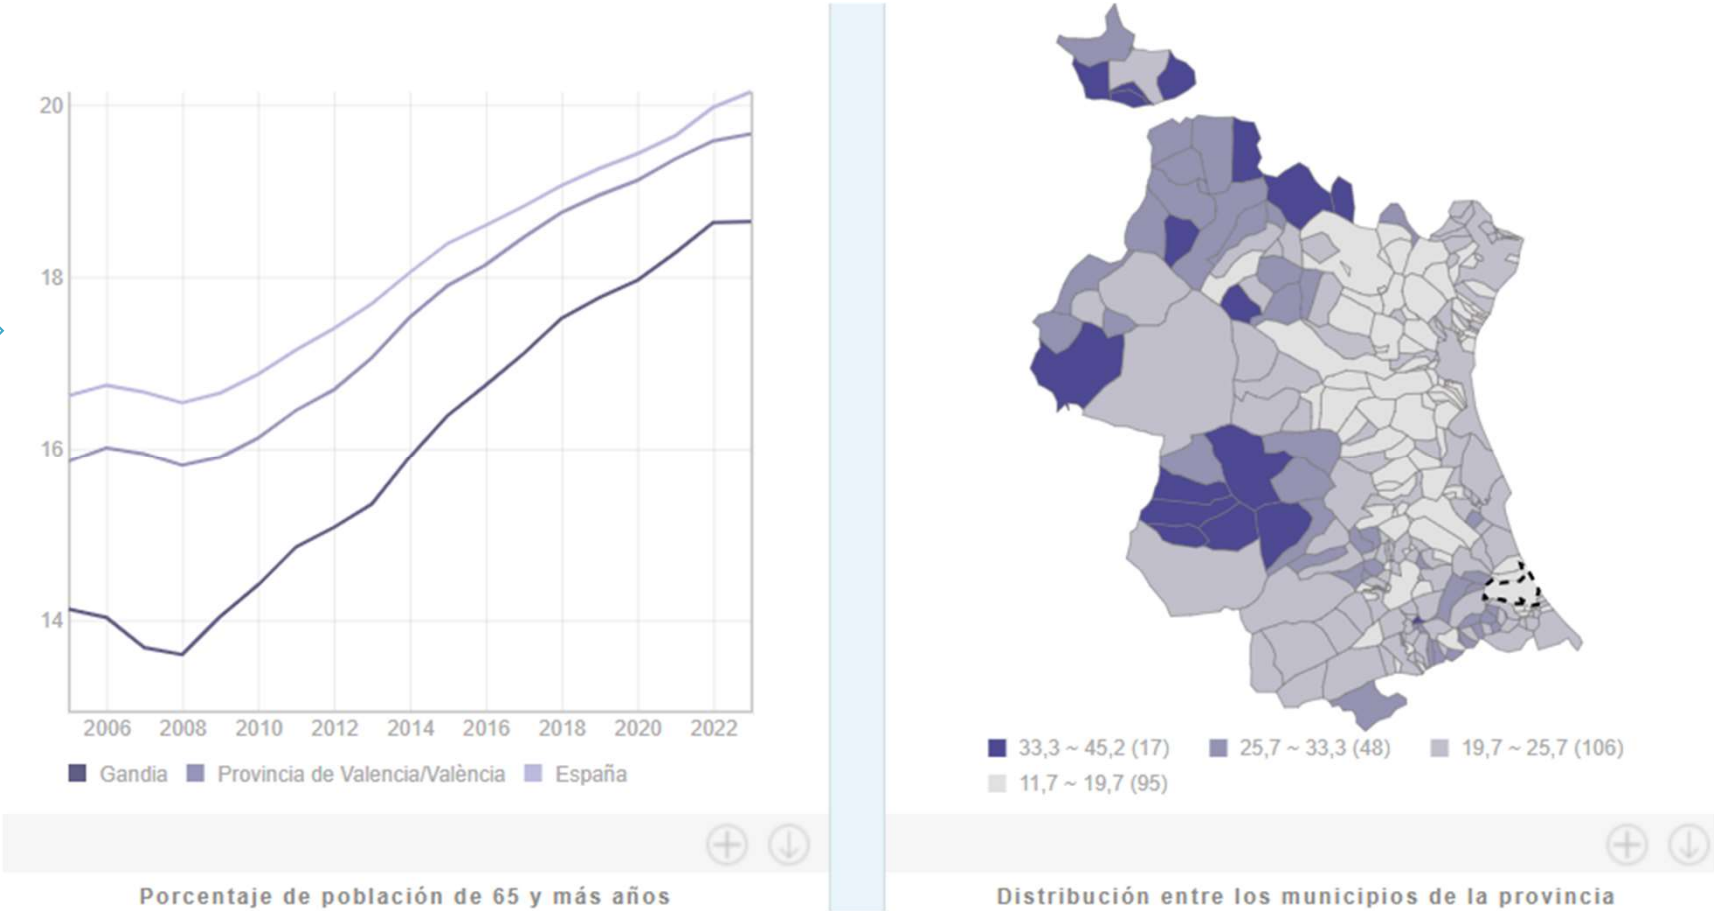 20
18
16
14
2006 2008 2010 2012 2014 2016 2018 2020 2022
Gandia Provincia de Valencia/València España
Porcentaje de población de 65 y más años
33,3 ~ 45,2 (17) 25,7 ~ 33,3 (48) 19,7 ~ 25,7 (106)
11,7 ~ 19,7 (95)
Distribución entre los municipios de la provincia